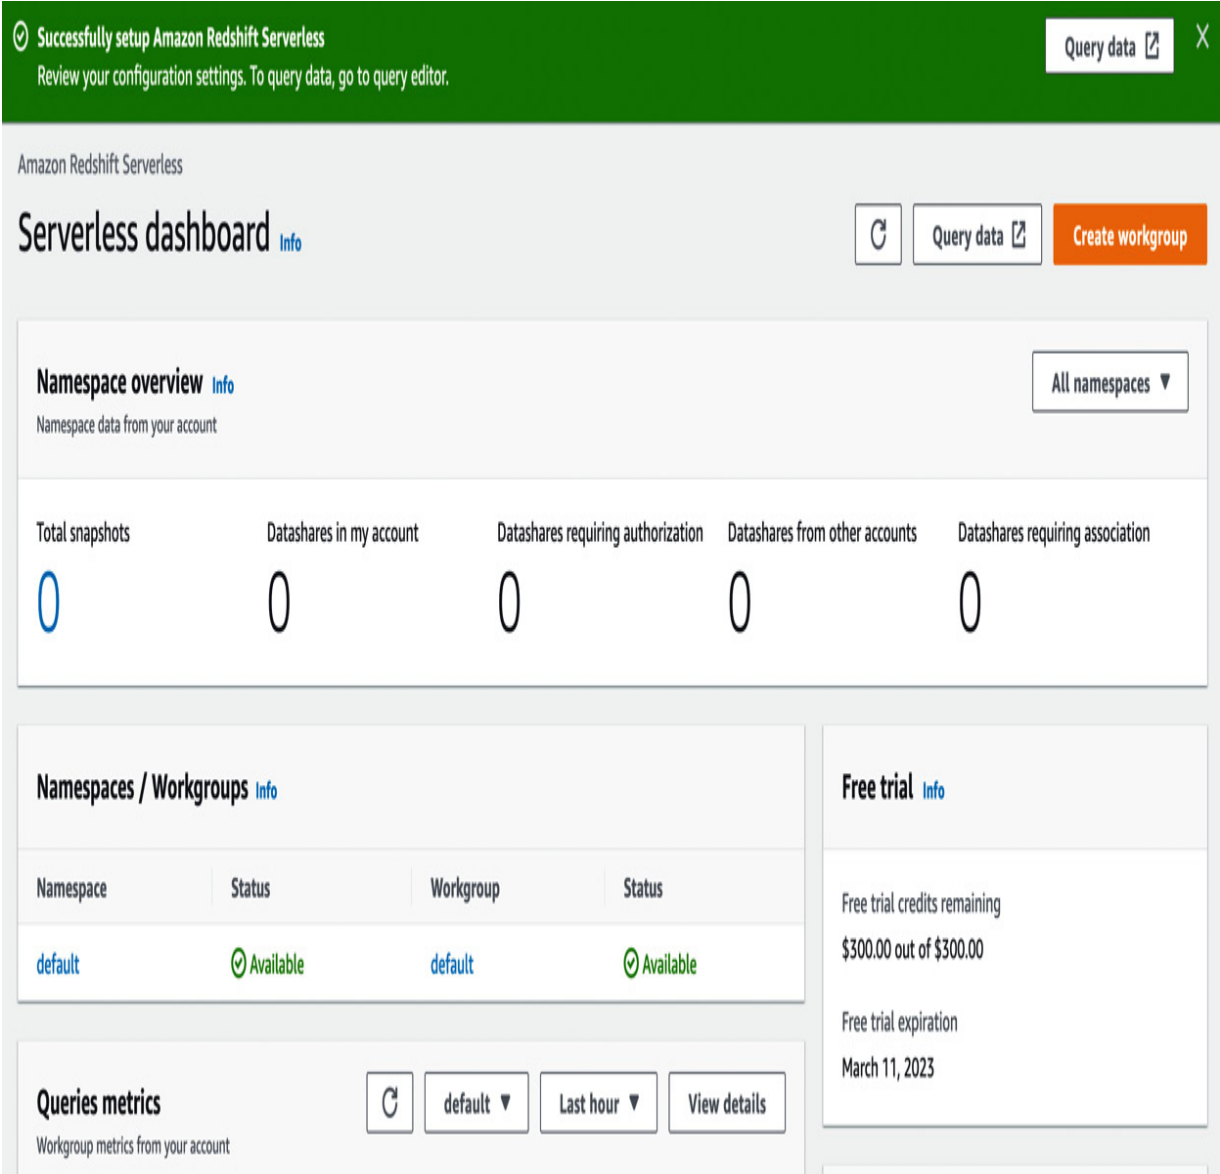 Successfully setup Amazon Redshift Serverless
Review your configuration settings. To query data, go to query editor.
Query data
X
Amazon Redshift Serverless
Serverless dashboard Info
Query data
Create workgroup
Namespace overview Info
Namespace data from your account
All namespaces
Total snapshots
0
Datashares in my account
0
Datashares requiring authorization
0
Datashares from other accounts
0
Datashares requiring association
0
Namespaces / Workgroups Info
Namespace Status Workgroup Status
default Available default Available
Free trial Info
Free trial credits remaining
$300.00 out of $300.00
Free trial expiration
March 11, 2023
Queries metrics
Workgroup metrics from your account
default
Last hour
View details